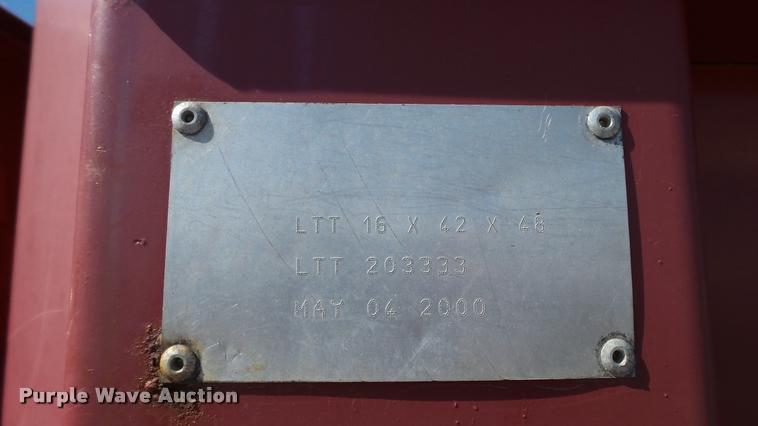 LTT 16 X 42 X 48
LTT 203333
MAY 04 2000
Purple Wave Auction®